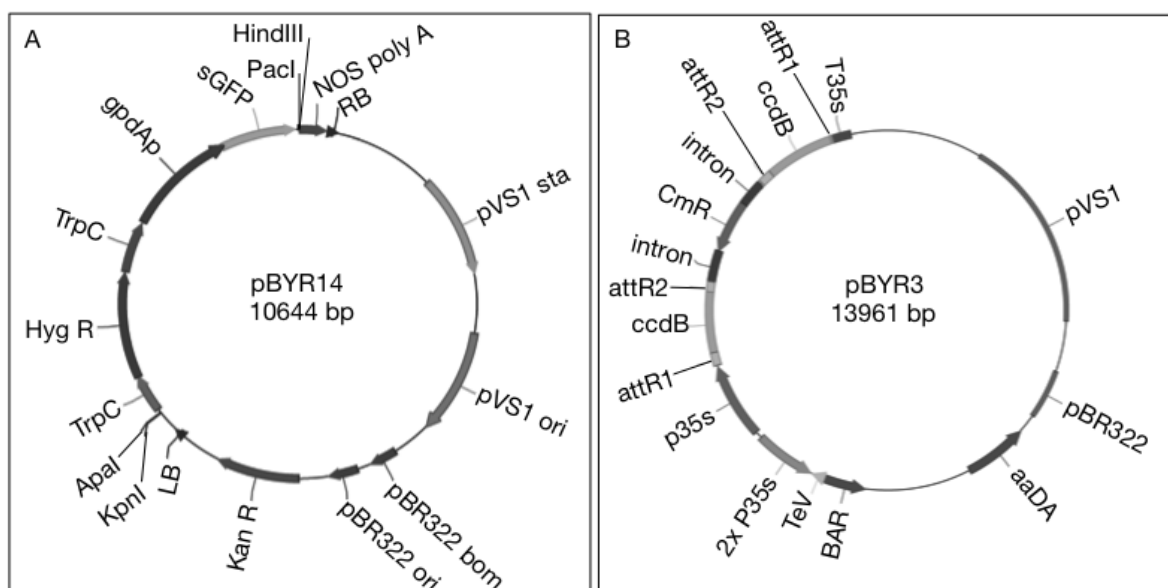 A
HindIII
PacI
NOS poly A
RB
sGFP
gpdAp
TrpC
Hyg R
TrpC
ApaI
KpnI
LB
Kan R
pBR322 ori
pBR322 bom
pVS1 ori
pVS1 sta
pBYR14
10644 bp
B
attR1
T35s
ccdB
attR2
intron
CmR
intron
attR2
ccdB
attR1
p35s
2x P35s
TeV
BAR
aaDA
pBR322
pVS1
pBYR3
13961 bp